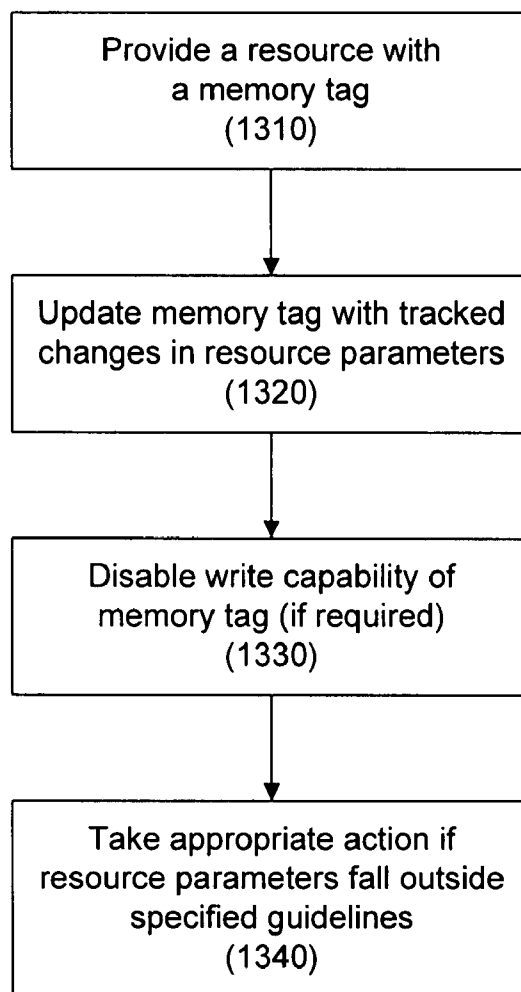 Provide a resource with
a memory tag
(1310)
Update memory tag with tracked
changes in resource parameters
(1320)
Disable write capability of
memory tag (if required)
(1330)
Take appropriate action if
resource parameters fall outside
specified guidelines
(1340)